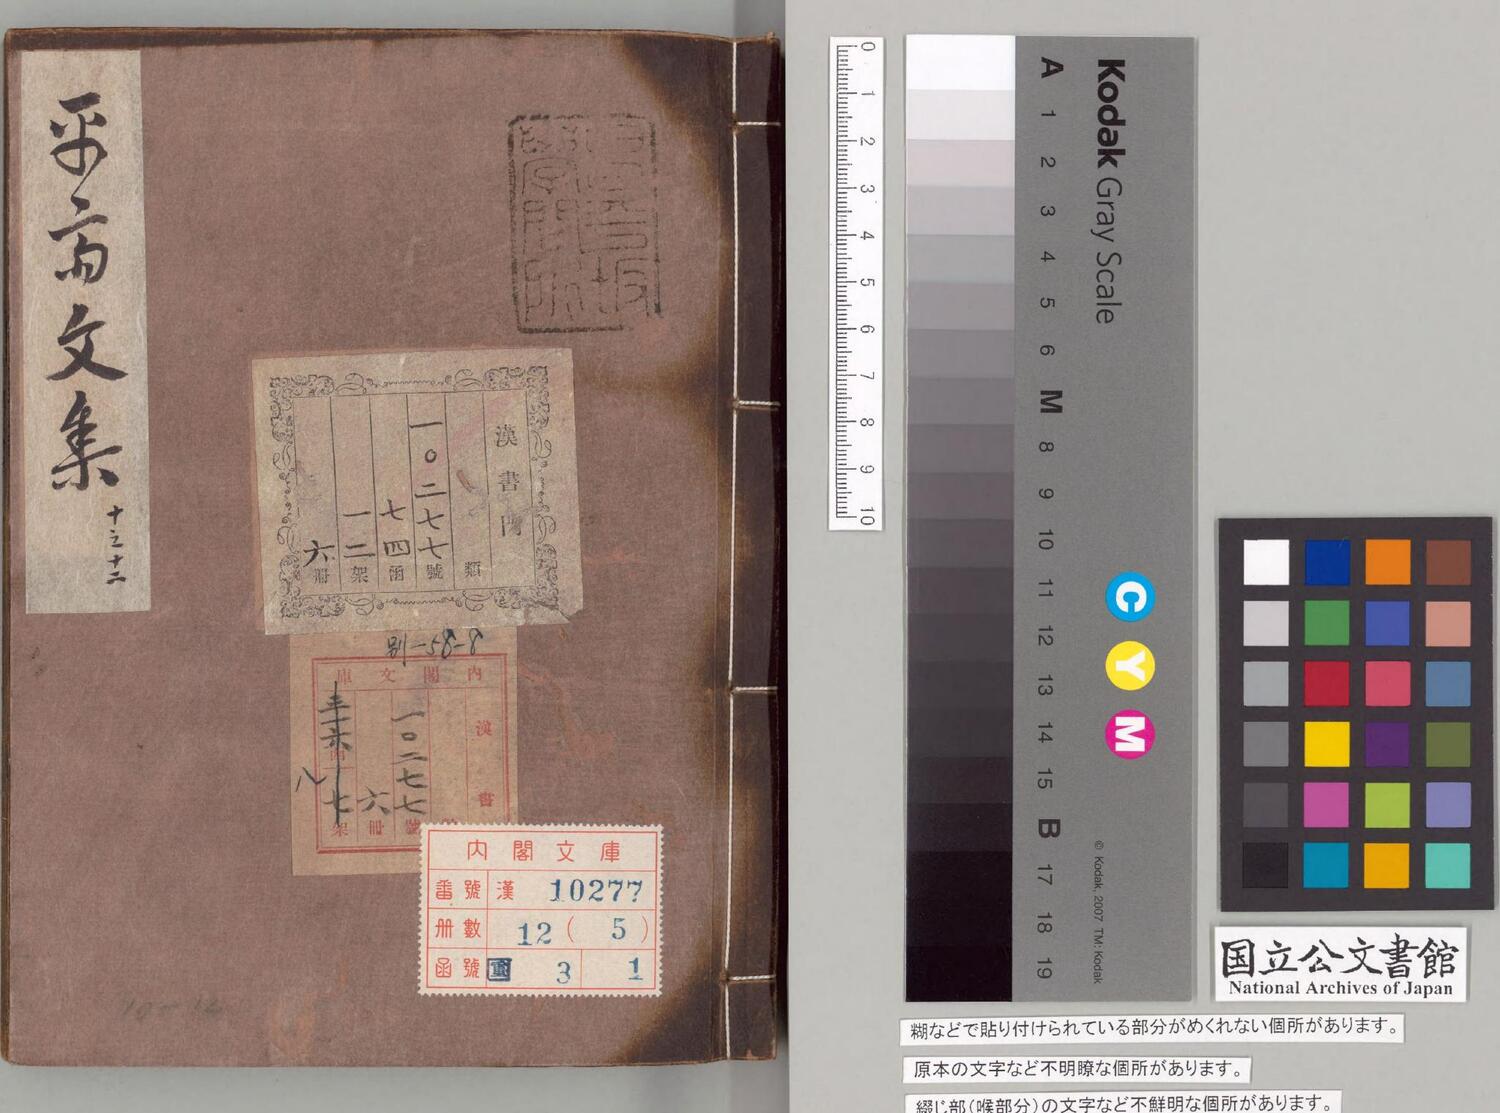 平斎文集
十之十二
漢書門
類
一〇二七七號
七四函
一二架
六冊
別-58-8
内閣文庫
漢書
一〇二七七號
六冊
架
内閣文庫
番號 漢 10277
冊數 12 ( 5 )
函號 重 3 1
0 1 2 3 4 5 6 7 8 9 10
Kodak Gray Scale
A 1 2 3 4 5 6 M 8 9 10 11 12 13 14 15 B 17 18 19
C Y M
© Kodak, 2007 TM: Kodak
国立公文書館
National Archives of Japan
糊などで貼り付けられている部分がめくれない個所があります。
原本の文字など不明瞭な個所があります。
綴じ部(喉部分)の文字など不鮮明な個所があります。